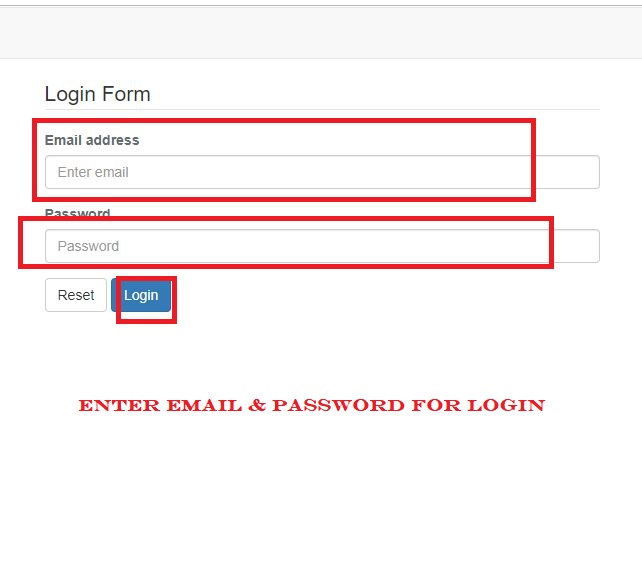 Login Form
Email address
Enter email
Password
Password
Reset Login
ENTER EMAIL & PASSWORD FOR LOGIN